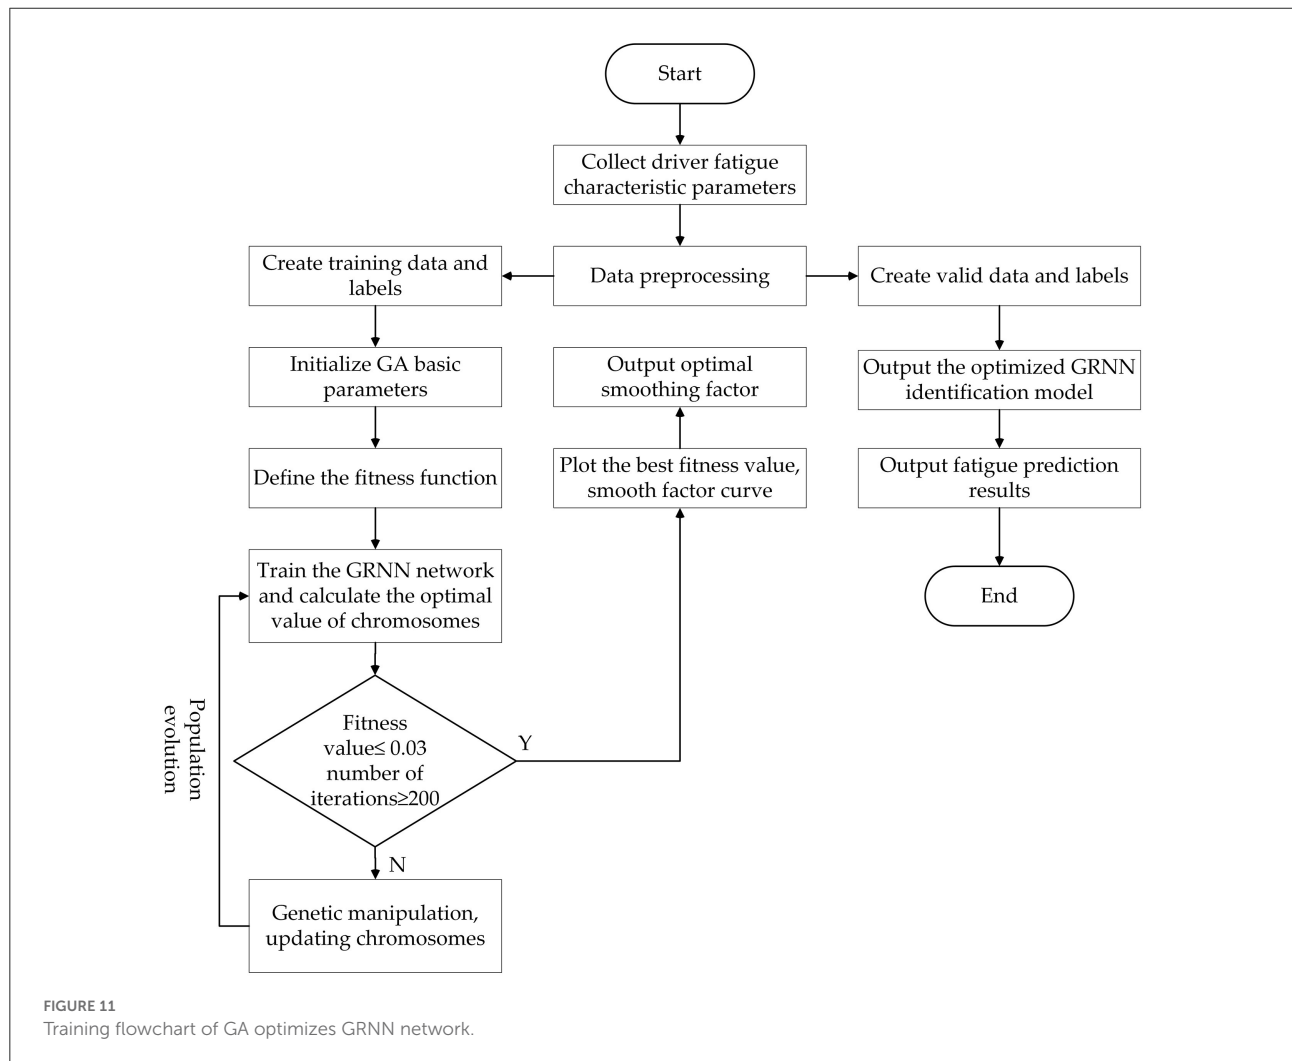 Start
Collect driver fatigue
characteristic parameters
Create training data and
labels
Data preprocessing
Create valid data and labels
Initialize GA basic
parameters
Output optimal
smoothing factor
Output the optimized GRNN
identification model
Define the fitness function
Plot the best fitness value,
smooth factor curve
Output fatigue prediction
results
Train the GRNN network
and calculate the optimal
value of chromosomes
End
Population
evolution
Fitness
value≤ 0.03
number of
iterations≥200
Y
N
Genetic manipulation,
updating chromosomes
FIGURE 11
Training flowchart of GA optimizes GRNN network.